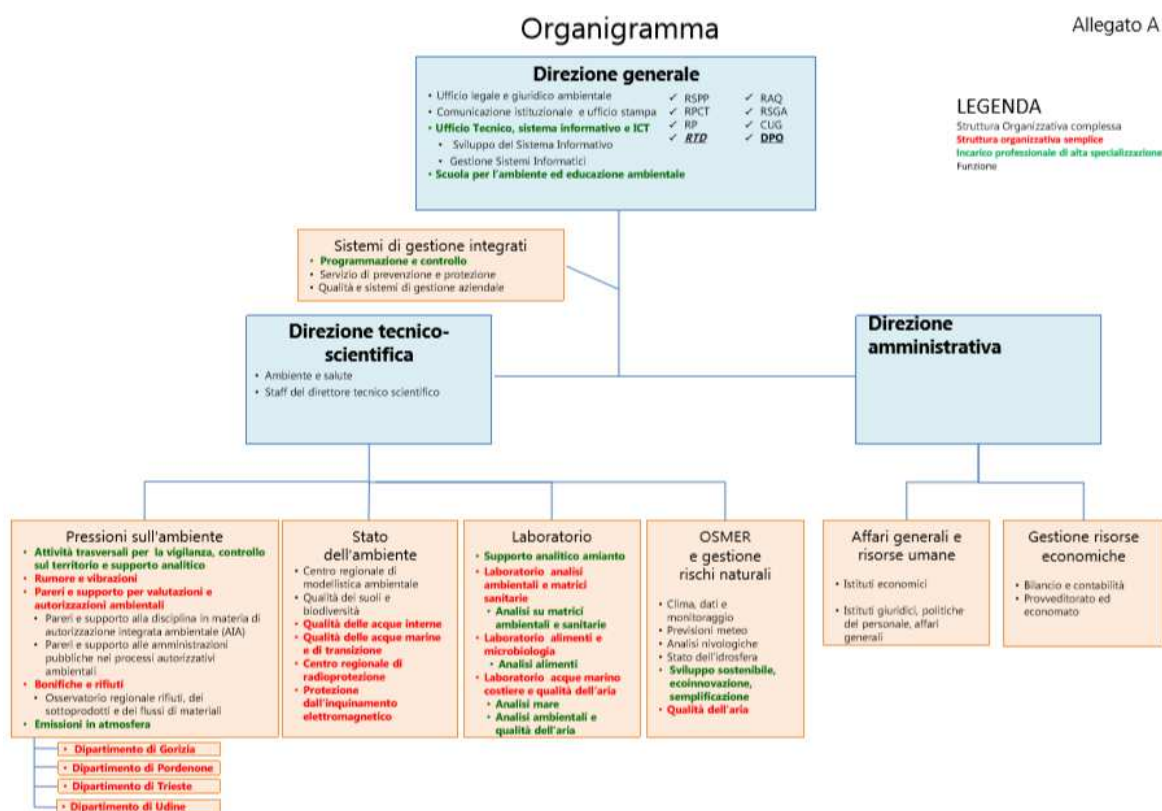 Organigramma
Allegato A
Direzione generale
• Ufficio legale e giuridico ambientale
• Comunicazione istituzionale e ufficio stampa
• Ufficio Tecnico, sistema informativo e ICT
• Sviluppo del Sistema Informativo
Gestione Sistemi Informatici
• Scuola per l'ambiente ed educazione ambientale
✓ RSPP
✓ RPCT
✓ RP
✓ RTD
✓ RAQ
✓ RSGA
✓ CUG
✓ DPO
LEGENDA
Struttura Organizzativa complessa
Struttura organizzativa semplice
Incarico professionale di alta specializzazione
Funzione
Sistemi di gestione integrati
• Programmazione e controllo
• Servizio di prevenzione e protezione
• Qualità e sistemi di gestione aziendale
Direzione tecnico-
scientifica
• Ambiente e salute
• Staff del direttore tecnico scientifico
Direzione
amministrativa
Pressioni sull'ambiente
• Attività trasversali per la vigilanza, controllo
sul territorio e supporto analitico
• Rumore e vibrazioni
• Pareri e supporto per valutazioni e
autorizzazioni ambientali
• Pareri e supporto alla disciplina in materia di
autorizzazione integrata ambientale (AIA)
• Pareri e supporto alle amministrazioni
pubbliche nei processi autorizzativi
ambientali
• Bonifiche e rifiuti
• Osservatorio regionale rifiuti, dei
sottoprodotti e dei flussi di materiali
• Emissioni in atmosfera
• Dipartimento di Gorizia
• Dipartimento di Pordenone
• Dipartimento di Trieste
• Dipartimento di Udine
Stato
dell'ambiente
• Centro regionale di
modellistica ambientale
• Qualità dei suoli e
biodiversità
• Qualità delle acque interne
• Qualità delle acque marine
e di transizione
• Centro regionale di
radioprotezione
• Protezione
dall'inquinamento
elettromagnetico
Laboratorio
• Supporto analitico amianto
• Laboratorio analisi
ambientali e matrici
sanitarie
• Analisi su matrici
ambientali e sanitarie
• Laboratorio alimenti e
microbiologia
• Analisi alimenti
• Laboratorio acque marino
costiere e qualità dell'aria
• Analisi mare
• Analisi ambientali e
qualità dell'aria
OSMER
e gestione
rischi naturali
• Clima, dati e
monitoraggio
• Previsioni meteo
• Analisi nivologiche
• Stato dell'idrosfera
• Sviluppo sostenibile,
ecoinnovazione,
semplificazione
• Qualità dell'aria
Affari generali e
risorse umane
• Istituti economici
• Istituti giuridici, politiche
del personale, affari
generali
Gestione risorse
economiche
• Bilancio e contabilità
• Provveditorato ed
economato